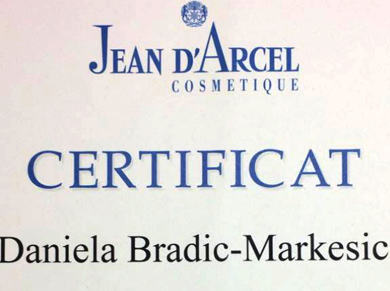 JEAN D'ARCEL
COSMETIQUE
CERTIFICAT
Daniela Bradic-Markesic